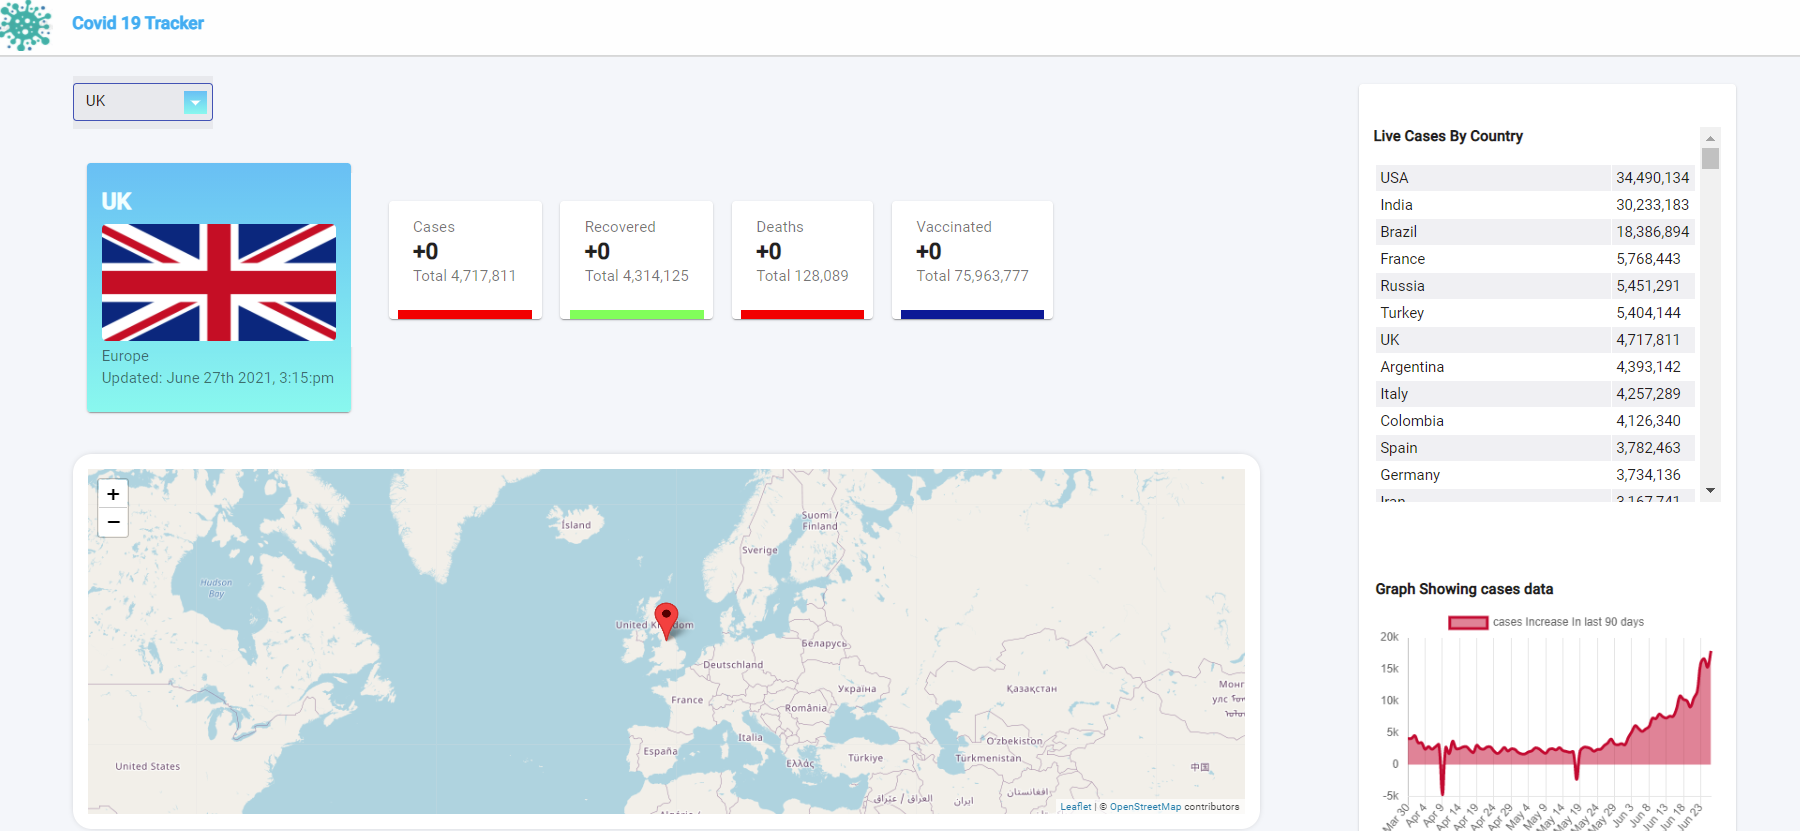 Covid 19 Tracker
UK
UK
Europe
Updated: June 27th 2021, 3:15:pm
Cases
+0
Total 4,717,811
Recovered
+0
Total 4,314,125
Deaths
+0
Total 128,089
Vaccinated
+0
Total 75,963,777
+
−
Hudson
Bay
Ísland
Suomi /
Finland
Sverige
United Kingdom
Беларусь
Deutschland
France
Україна
România
Қазақстан
Italia
España
Ελλάς
Türkiye
O'zbekiston
Türkmenistan
中国
United States
ایران
Leaflet | © OpenStreetMap contributors
Live Cases By Country
USA 34,490,134
India 30,233,183
Brazil 18,386,894
France 5,768,443
Russia 5,451,291
Turkey 5,404,144
UK 4,717,811
Argentina 4,393,142
Italy 4,257,289
Colombia 4,126,340
Spain 3,782,463
Germany 3,734,136
Iran 3,167,741
Graph Showing cases data
cases Increase In last 90 days
20k
15k
10k
5k
0
-5k
Mar 30
Apr 4
Apr 9
Apr 14
Apr 19
Apr 24
Apr 29
May 4
May 9
May 14
May 19
May 24
May 29
Jun 3
Jun 8
Jun 13
Jun 18
Jun 23